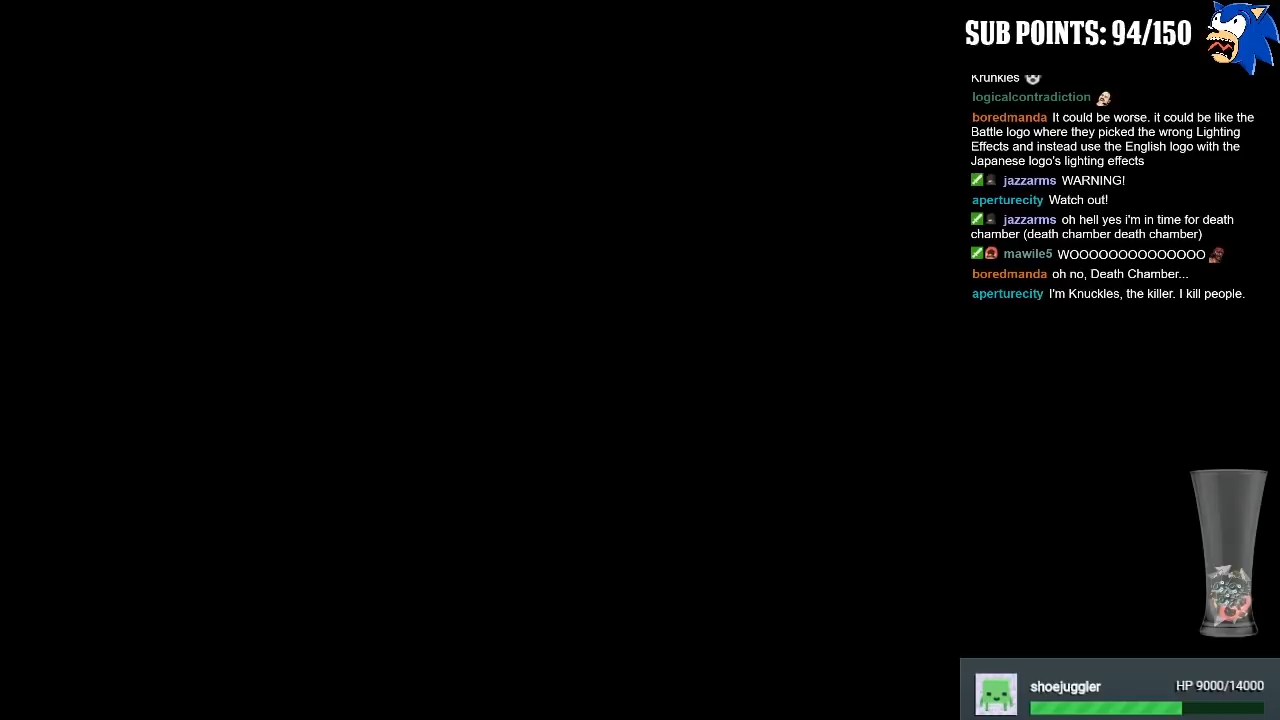 SUB POINTS: 94/150
Krunkles
logicalcontradiction
boredmanda It could be worse. it could be like the
Battle logo where they picked the wrong Lighting
Effects and instead use the English logo with the
Japanese logo's lighting effects
jazzarms WARNING!
aperturecity Watch out!
jazzarms oh hell yes i'm in time for death
chamber (death chamber death chamber)
mawile5 WOOOOOOOOOOOOOO
boredmanda oh no, Death Chamber...
aperturecity I'm Knuckles, the killer. I kill people.
shoejuggler HP 9000/14000